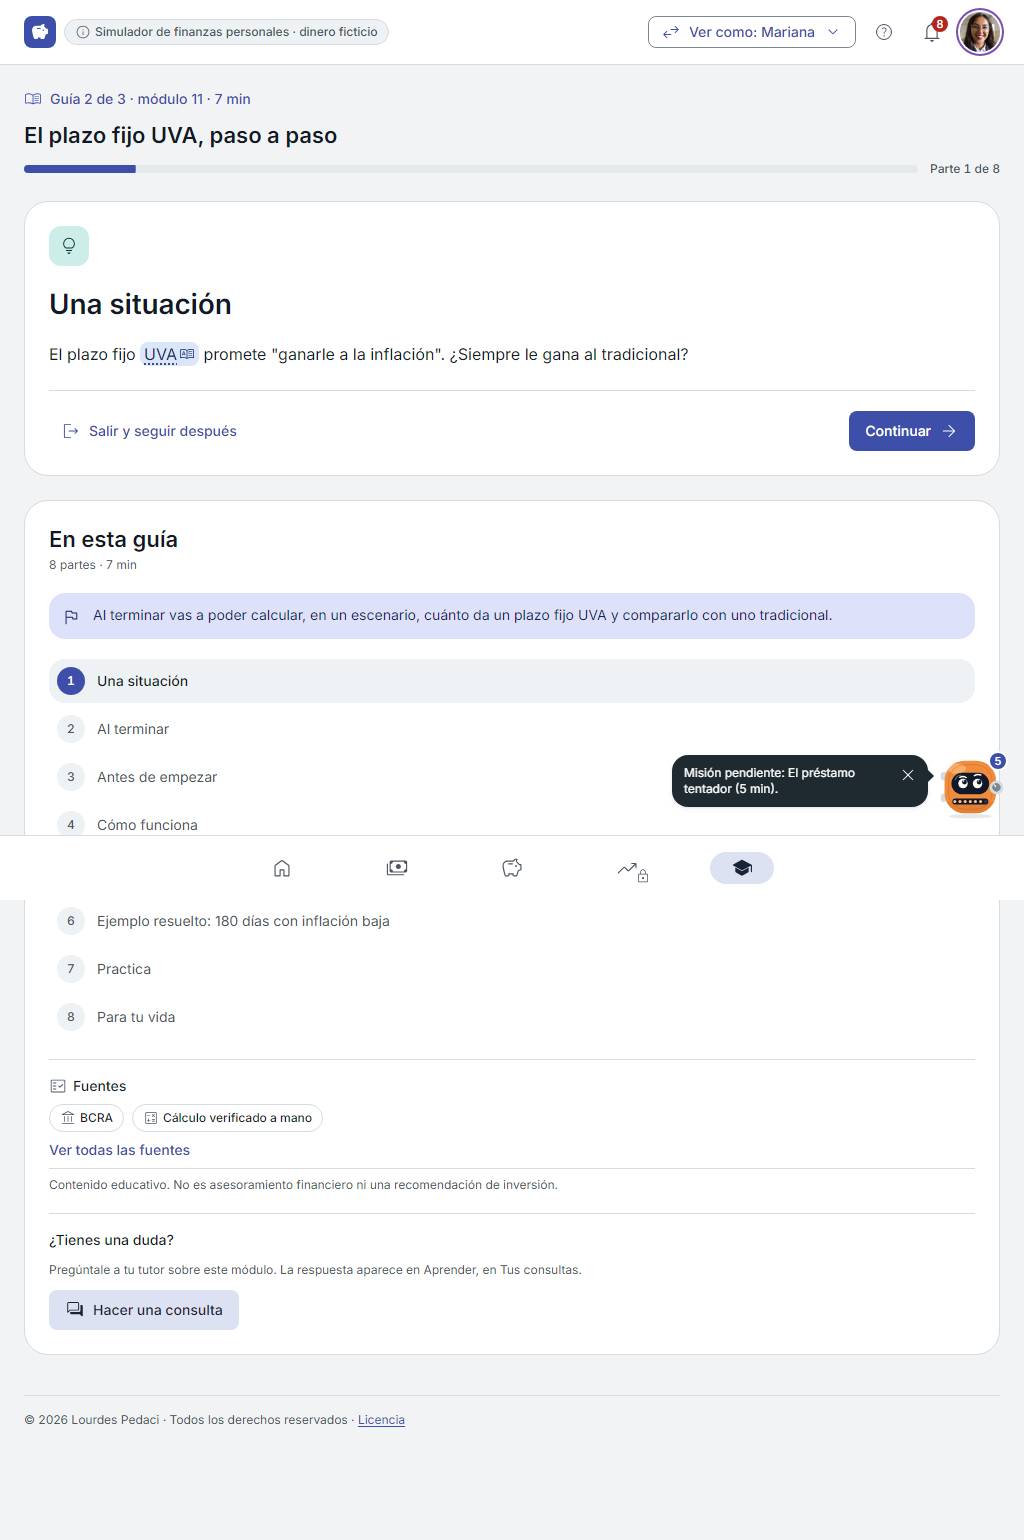 Simulador de finanzas personales · dinero ficticio
Ver como: Mariana
8
Guía 2 de 3 · módulo 11 · 7 min
El plazo fijo UVA, paso a paso
Parte 1 de 8
Una situación
El plazo fijo UVA promete "ganarle a la inflación". ¿Siempre le gana al tradicional?
Salir y seguir después
Continuar
En esta guía
8 partes · 7 min
Al terminar vas a poder calcular, en un escenario, cuánto da un plazo fijo UVA y compararlo con uno tradicional.
1 Una situación
2 Al terminar
3 Antes de empezar
Misión pendiente: El préstamo
tentador (5 min).
5
4 Cómo funciona
6 Ejemplo resuelto: 180 días con inflación baja
7 Practica
8 Para tu vida
Fuentes
BCRA
Cálculo verificado a mano
Ver todas las fuentes
Contenido educativo. No es asesoramiento financiero ni una recomendación de inversión.
¿Tienes una duda?
Pregúntale a tu tutor sobre este módulo. La respuesta aparece en Aprender, en Tus consultas.
Hacer una consulta
© 2026 Lourdes Pedaci · Todos los derechos reservados · Licencia